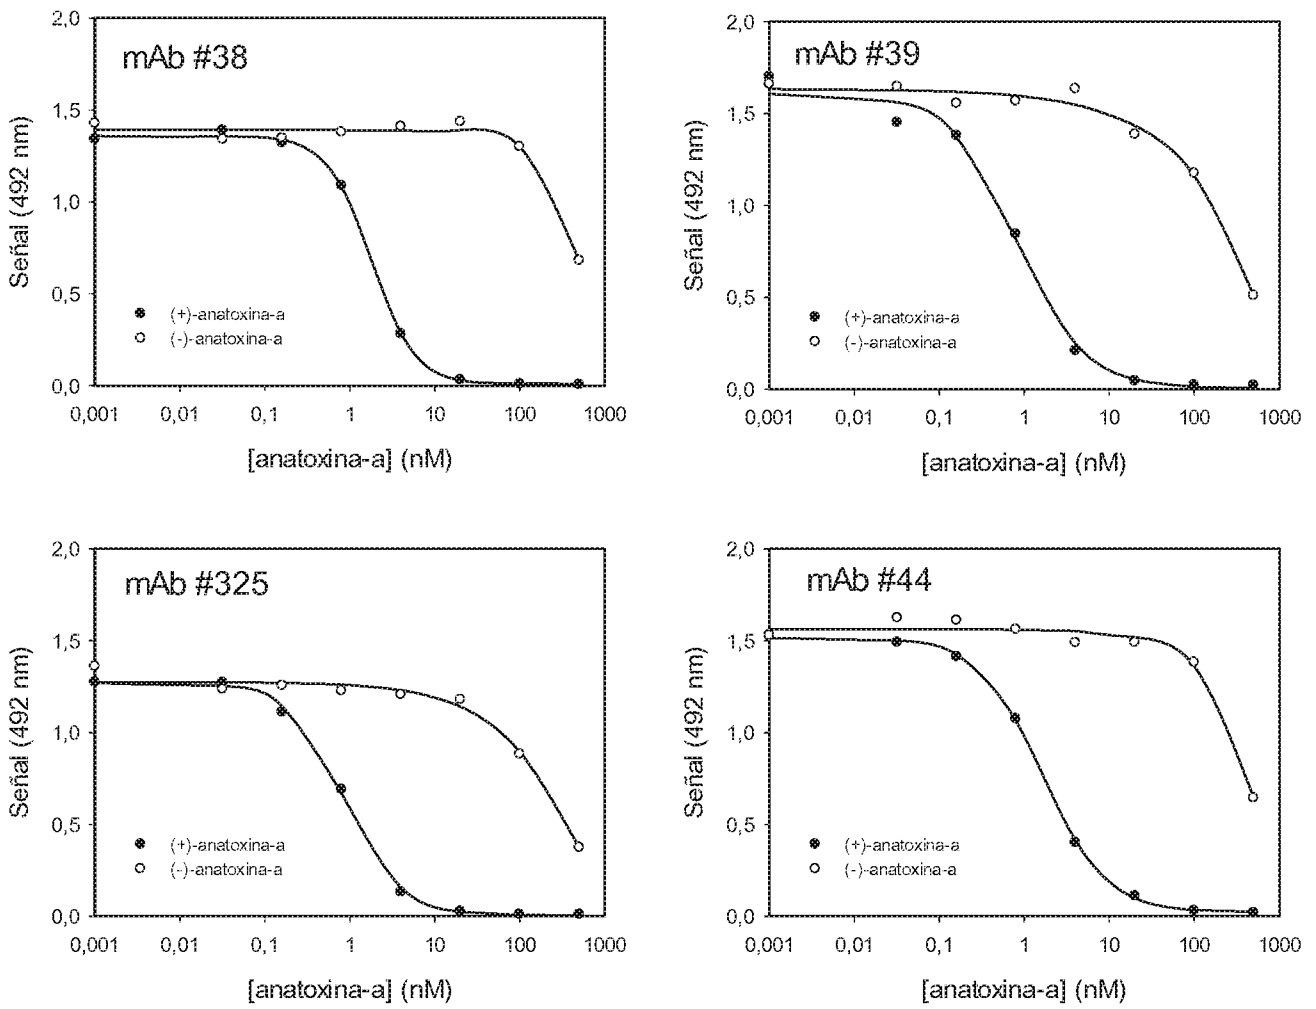 mAb #38
Señal (492 nm)
2,0
1,5
1,0
0,5
0,0
(+)-anatoxina-a
(-)-anatoxina-a
0,001 0,01 0,1 1 10 100 1000
[anatoxina-a] (nM)
mAb #39
Señal (492 nm)
2,0
1,5
1,0
0,5
0,0
(+)-anatoxina-a
(-)-anatoxina-a
0,001 0,01 0,1 1 10 100 1000
[anatoxina-a] (nM)
mAb #325
Señal (492 nm)
2,0
1,5
1,0
0,5
0,0
(+)-anatoxina-a
(-)-anatoxina-a
0,001 0,01 0,1 1 10 100 1000
[anatoxina-a] (nM)
mAb #44
Señal (492 nm)
2,0
1,5
1,0
0,5
0,0
(+)-anatoxina-a
(-)-anatoxina-a
0,001 0,01 0,1 1 10 100 1000
[anatoxina-a] (nM)